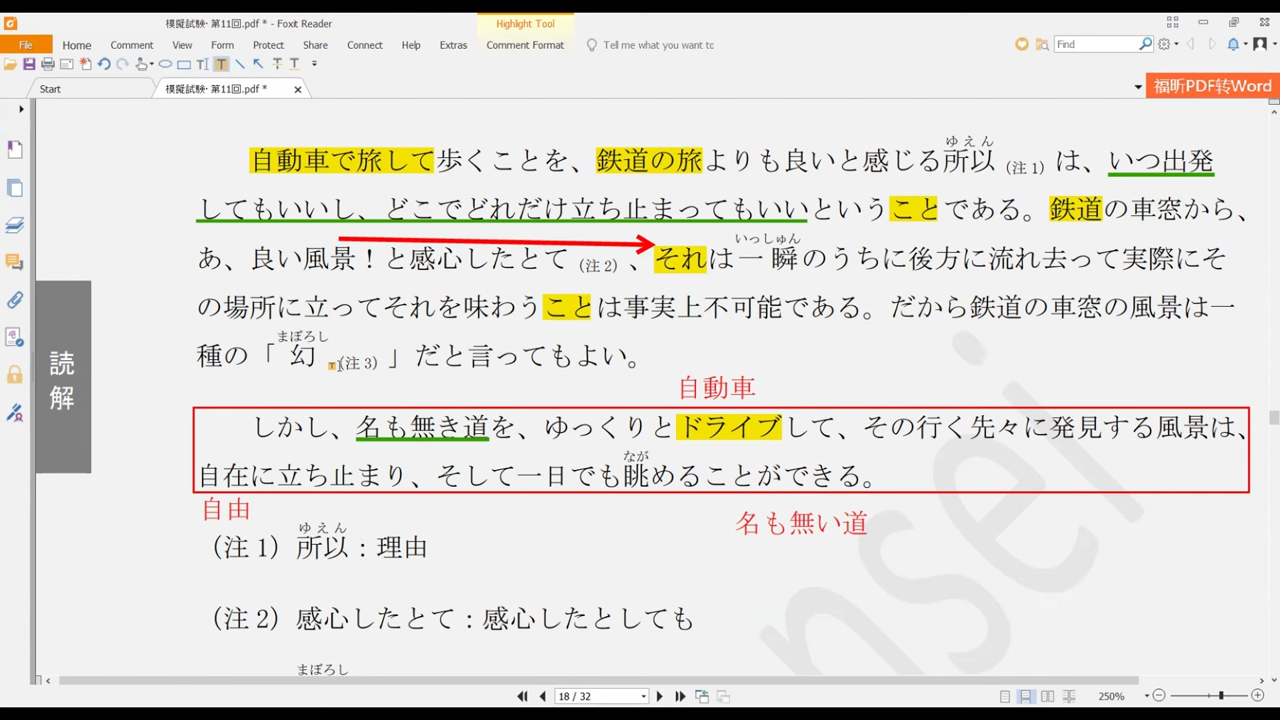 模擬試験・第11回.pdf * - Foxit Reader
Highlight Tool
File Home Comment View Form Protect Share Connect Help Extras Comment Format Tell me what you want tc Find
Start 模擬試験・第11回.pdf * 福昕PDF转Word
ゆえん
自動車で旅して歩くことを、鉄道の旅よりも良いと感じる所以(注1)は、いつ出発
してもいいし、どこでどれだけ立ち止まってもいいということである。鉄道の車窓から、
いっしゅん
あ、良い風景！と感心したとて(注2)、それは一瞬のうちに後方に流れ去って実際にそ
の場所に立ってそれを味わうことは事実上不可能である。だから鉄道の車窓の風景は一
まぼろし
種の「幻(注3)」だと言ってもよい。
自動車
しかし、名も無き道を、ゆっくりとドライブして、その行く先々に発見する風景は、
なが
自在に立ち止まり、そして一日でも眺めることができる。
自由
名も無い道
ゆえん
（注1）所以：理由
（注2）感心したとて：感心したとしても
まぼろし
読解
nsei
18 / 32 250%